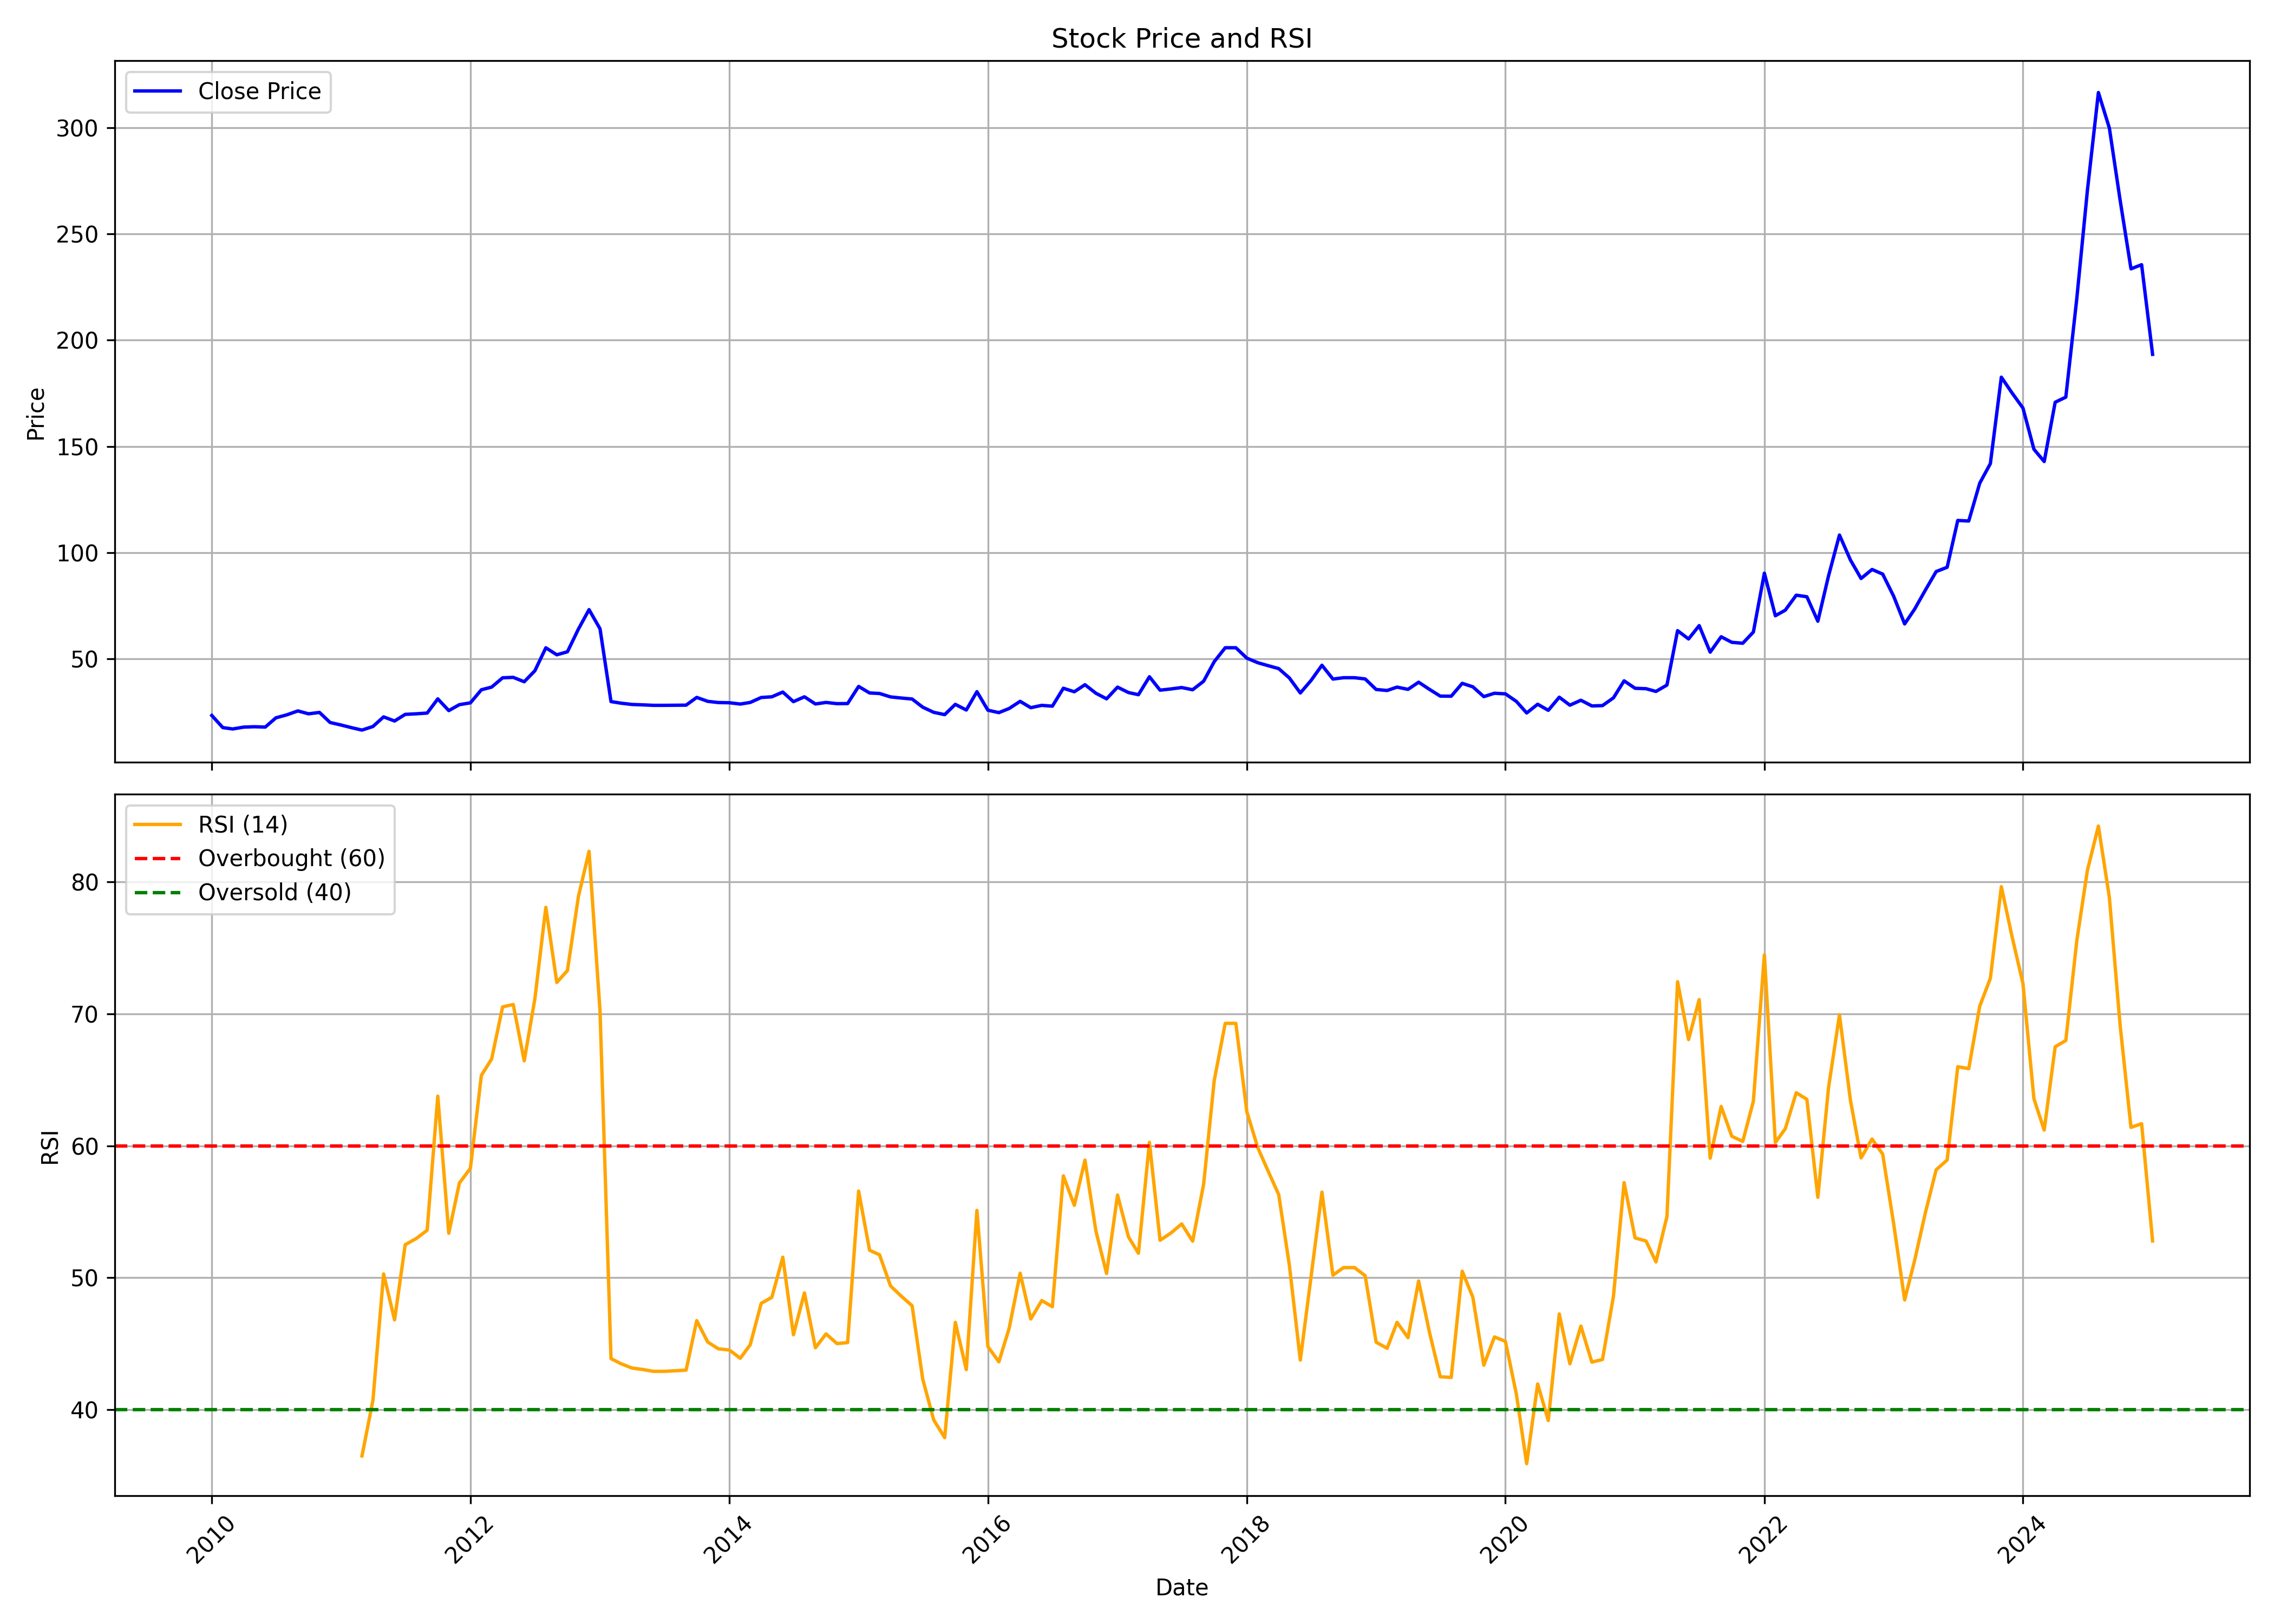 Stock Price and RSI
Close Price
300
250
200
150
100
50
Price
RSI (14)
Overbought (60)
Oversold (40)
80
70
60
50
40
RSI
2010
2012
2014
2016
2018
2020
2022
2024
Date